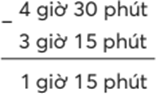 4 giờ 30 phút
–
3 giờ 15 phút
1 giờ 15 phút